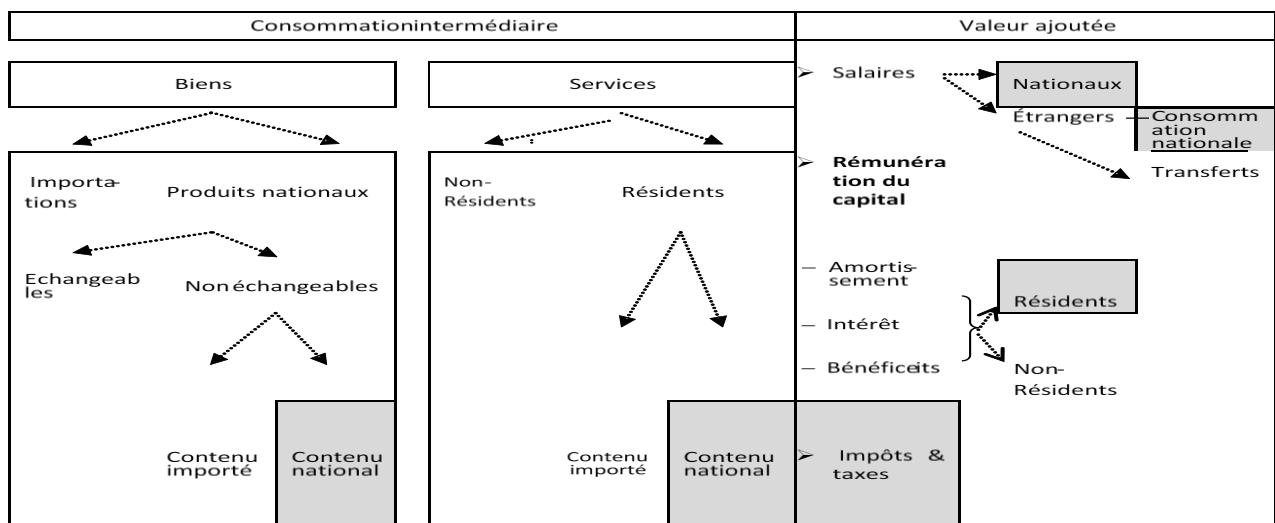 Consommationintermédiaire
Valeur ajoutée
Biens
Services
➢ Salaires
Nationaux
Étrangers
Consomm
ation
nationale
Transferts
Importa-
tions
Produits nationaux
Non-
Résidents
Résidents
➢ Rémunéra
tion du
capital
Echangeab
les
Non échangeables
– Amortis-
sement
– Intérêt
– Bénéficeits
Résidents
Non-
Résidents
Contenu
importé
Contenu
national
Contenu
importé
Contenu
national
➢ Impôts &
taxes